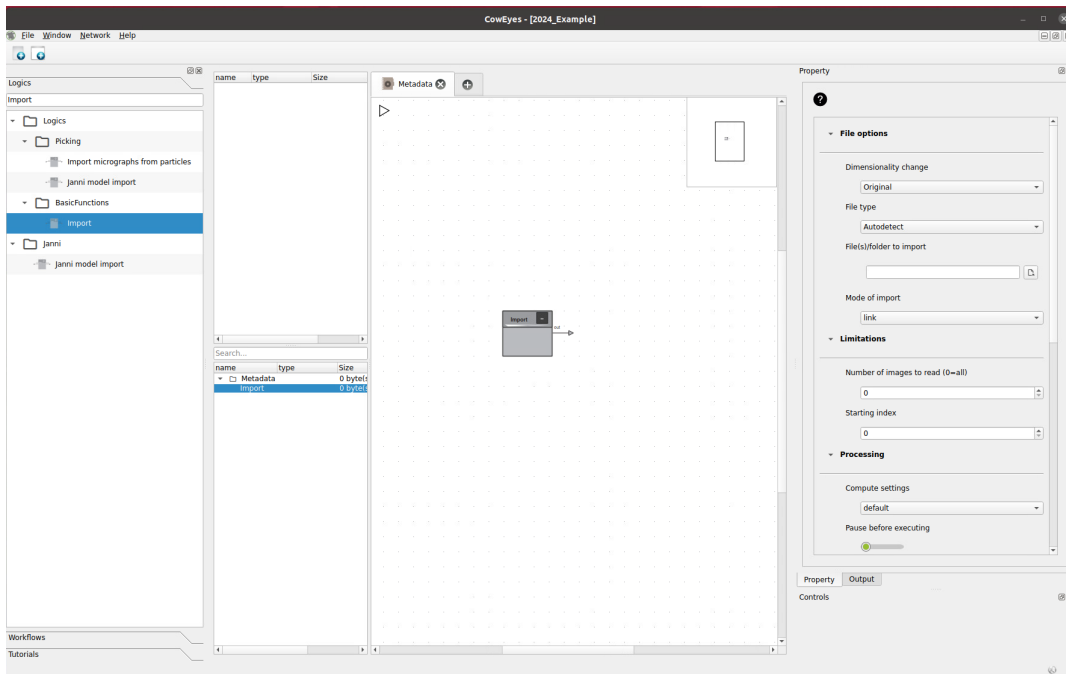 CowEyes - [2024_Example]
File Window Network Help
Logics
Import
Logics
Picking
Import micrographs from particles
Janni model import
BasicFunctions
Import
Janni
Janni model import
Workflows
Tutorials
name type Size
Search...
name type Size
Metadata 0 byte(s
Import 0 byte(s
Metadata
Import
out
Property
?
File options
Dimensionality change
Original
File type
Autodetect
File(s)/folder to import
Mode of import
link
Limitations
Number of images to read (0=all)
0
Starting index
0
Processing
Compute settings
default
Pause before executing
Property Output
Controls